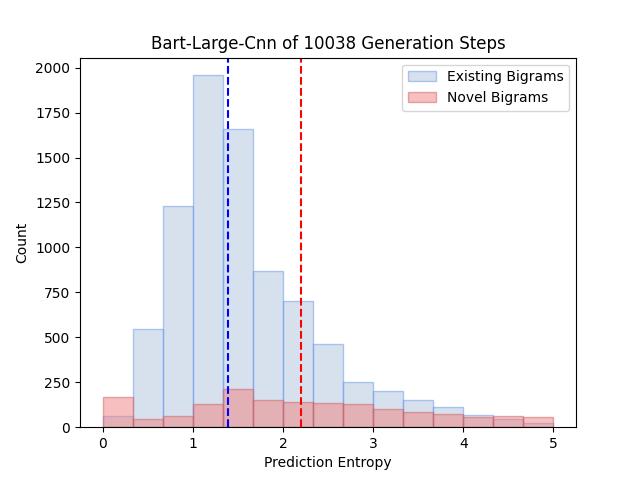 Bart-Large-Cnn of 10038 Generation Steps
Existing Bigrams
Novel Bigrams
2000
1750
1500
1250
1000
750
500
250
0
Count
0 1 2 3 4 5
Prediction Entropy